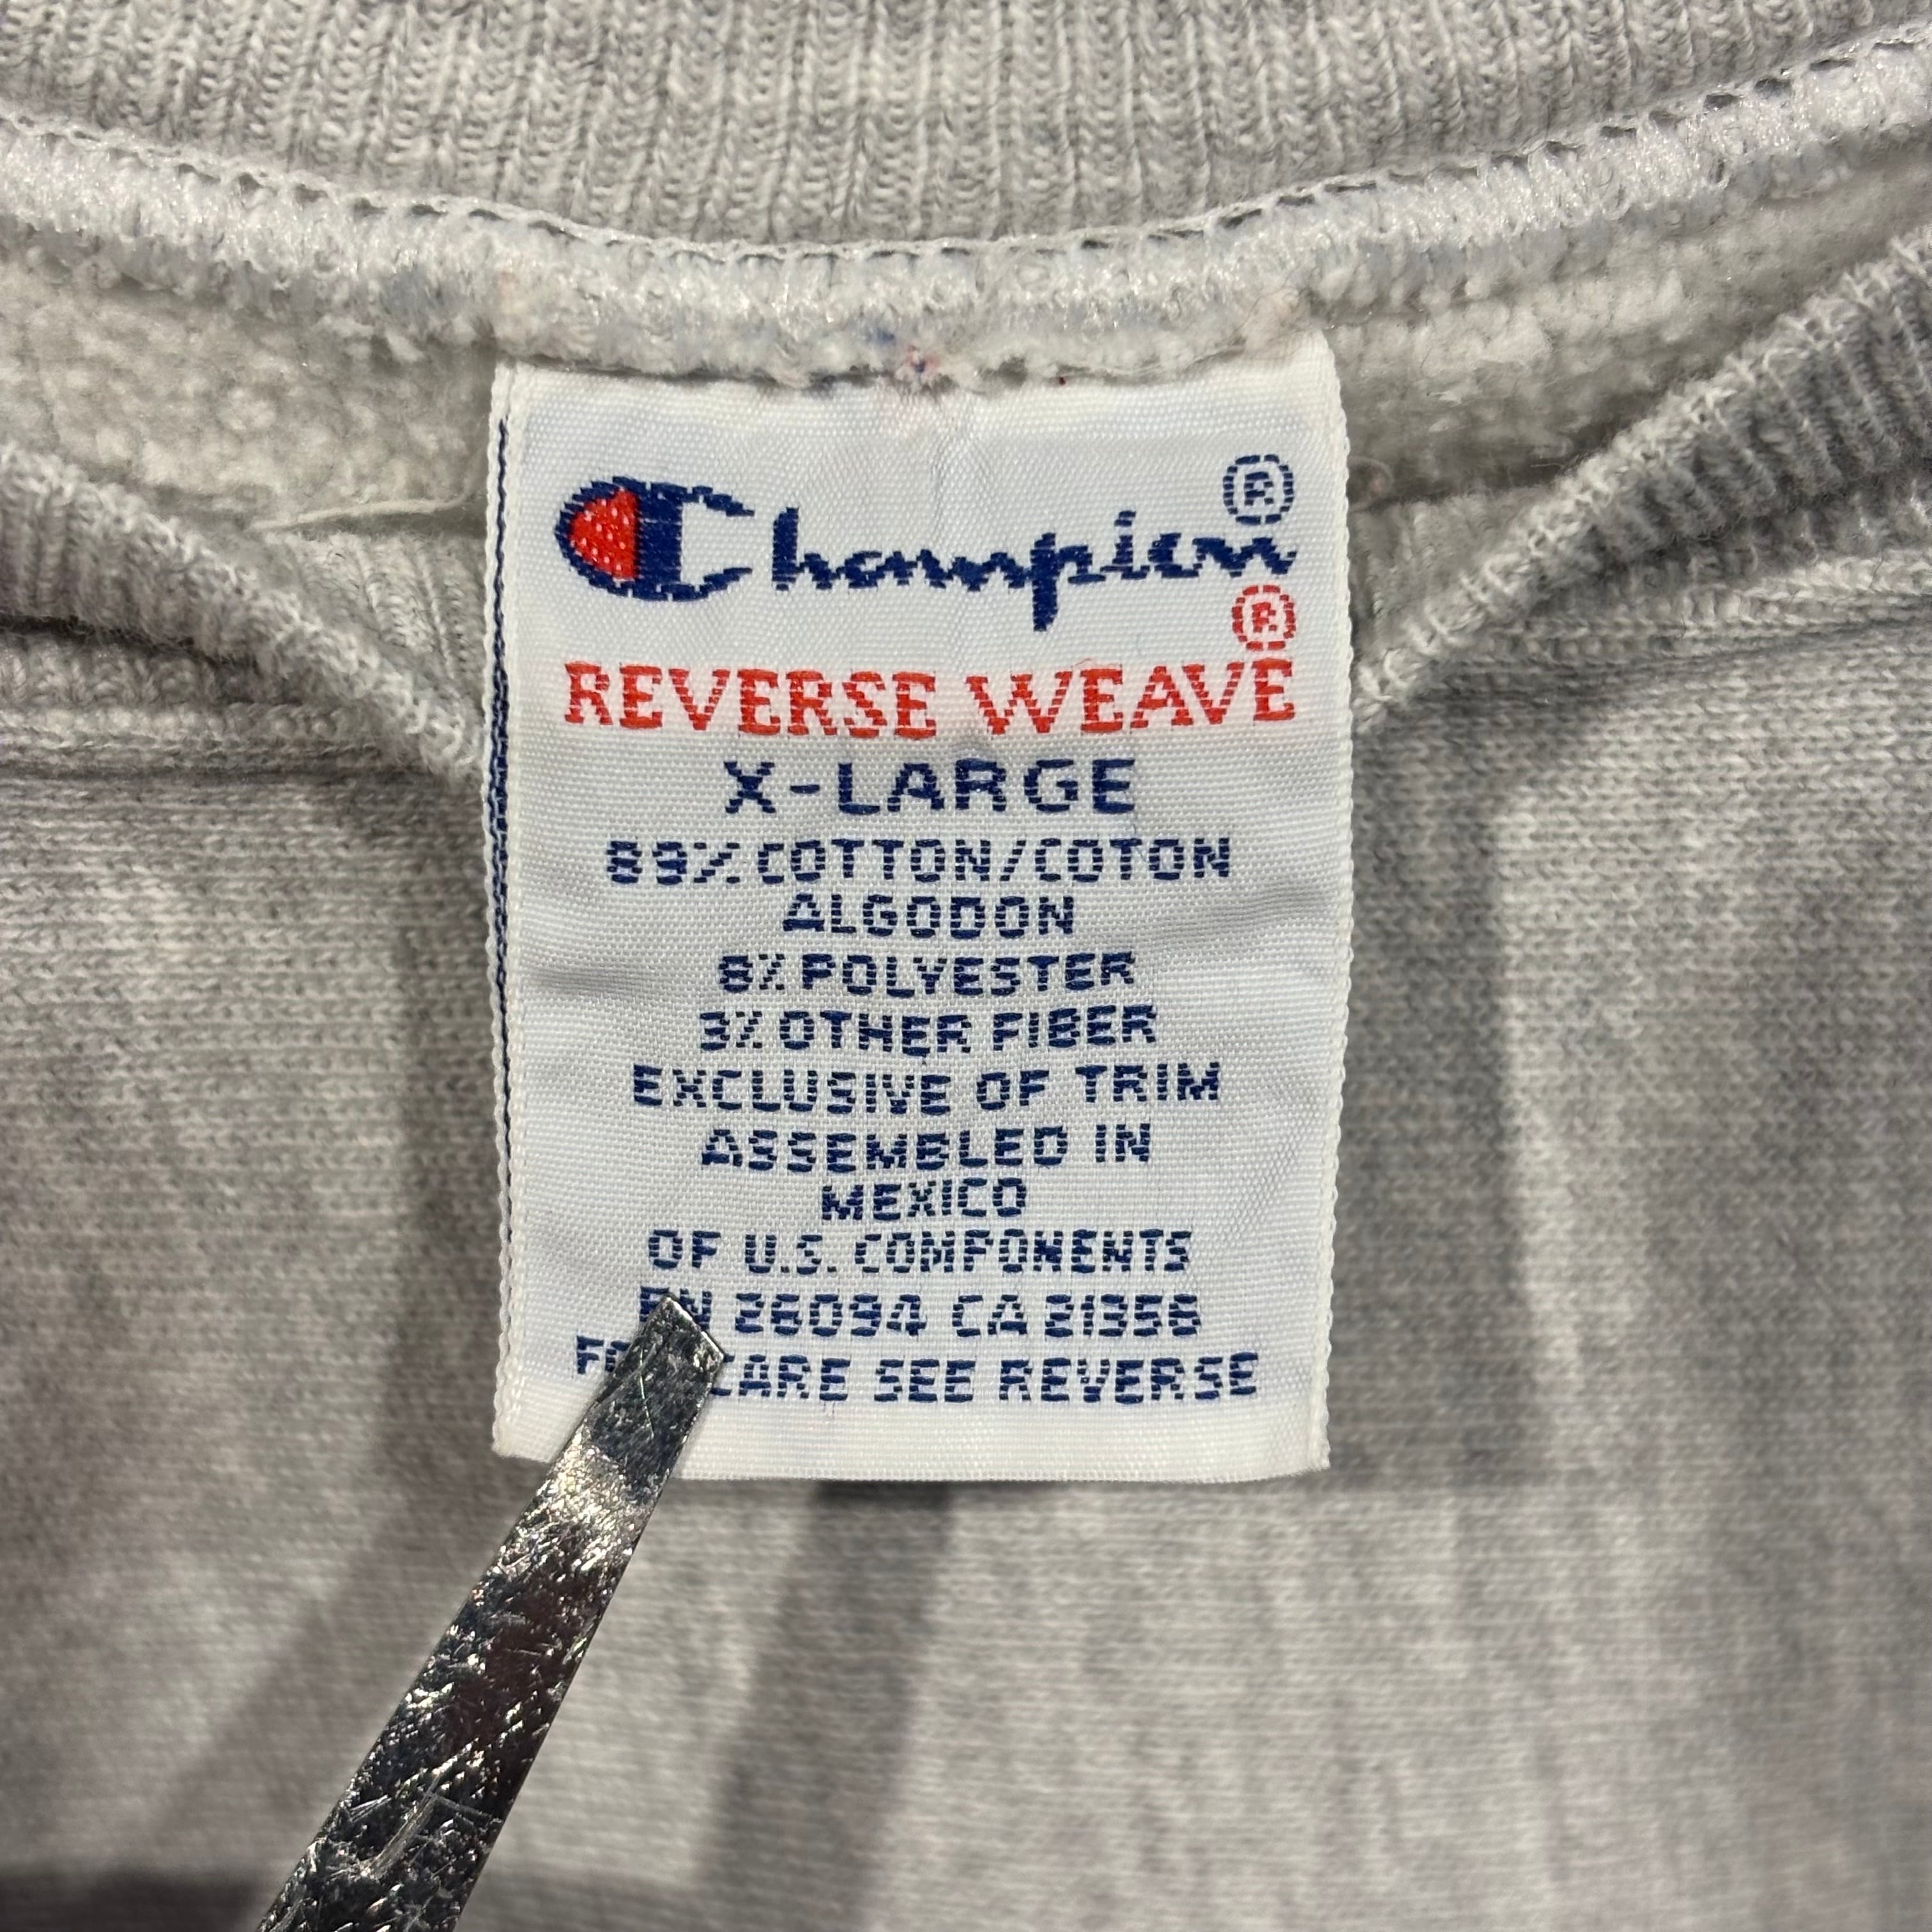 Champion®
®
REVERSE WEAVE
X-LARGE
89% COTTON/COTON
ALGODON
8% POLYESTER
3% OTHER FIBER
EXCLUSIVE OF TRIM
ASSEMBLED IN
MEXICO
OF U.S. COMPONENTS
26094 CA 21356
CARE SEE REVERSE